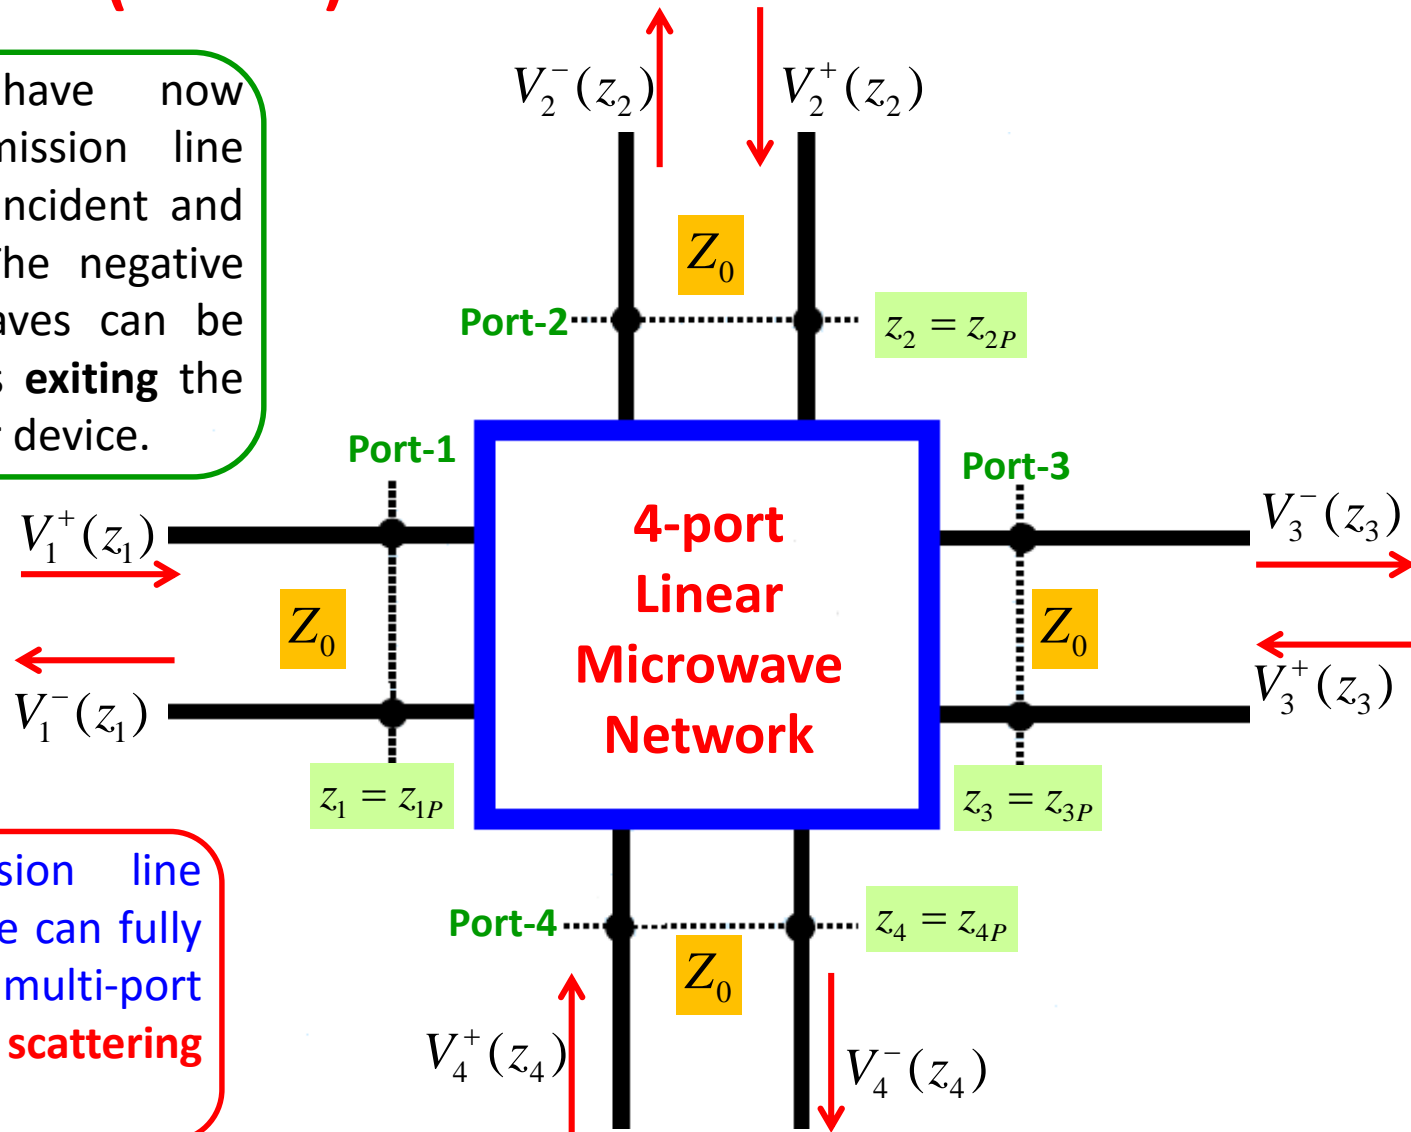 have now
mission line
ncident and
he negative
aves can be
s exiting the
r device.
V₂⁻(z₂)
V₂⁺(z₂)
Z₀
Port-2
z₂ = z₂P
Port-1
Port-3
V₁⁺(z₁)
Z₀
V₁⁻(z₁)
z₁ = z₁P
4-port
Linear
Microwave
Network
V₃⁻(z₃)
Z₀
V₃⁺(z₃)
z₃ = z₃P
sion line
e can fully
multi-port
scattering
Port-4
z₄ = z₄P
Z₀
V₄⁺(z₄)
V₄⁻(z₄)